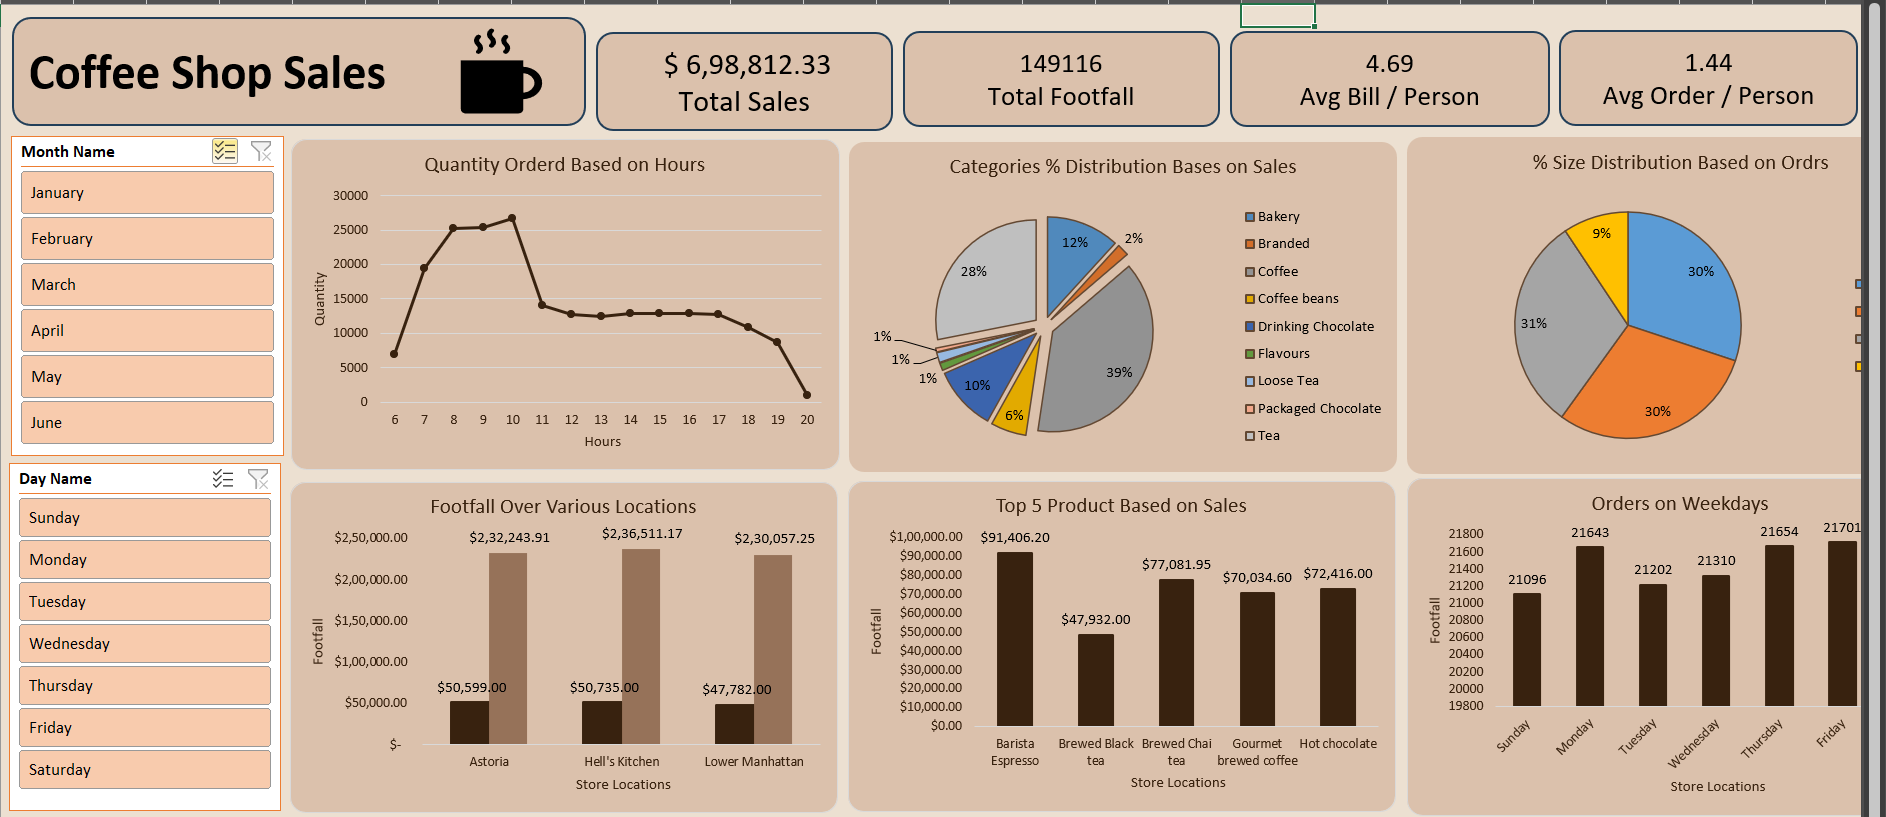 Coffee Shop Sales
$ 6,98,812.33
Total Sales
149116
Total Footfall
4.69
Avg Bill / Person
1.44
Avg Order / Person
Month Name
January
February
March
April
May
June
Day Name
Sunday
Monday
Tuesday
Wednesday
Thursday
Friday
Saturday
Quantity Orderd Based on Hours
30000
25000
20000
15000
10000
5000
0
Quantity
6 7 8 9 10 11 12 13 14 15 16 17 18 19 20
Hours
Categories % Distribution Bases on Sales
12%
2%
28%
39%
1%
1%
1%
10%
6%
Bakery
Branded
Coffee
Coffee beans
Drinking Chocolate
Flavours
Loose Tea
Packaged Chocolate
Tea
% Size Distribution Based on Ordrs
9%
30%
31%
30%
Footfall Over Various Locations
$2,50,000.00
$2,00,000.00
$1,50,000.00
$1,00,000.00
$50,000.00
$-
Footfall
$2,32,243.91
$2,36,511.17
$2,30,057.25
$50,599.00
$50,735.00
$47,782.00
Astoria
Hell's Kitchen
Lower Manhattan
Store Locations
Top 5 Product Based on Sales
$1,00,000.00
$90,000.00
$80,000.00
$70,000.00
$60,000.00
$50,000.00
$40,000.00
$30,000.00
$20,000.00
$10,000.00
$0.00
Footfall
$91,406.20
$47,932.00
$77,081.95
$70,034.60
$72,416.00
Barista
Espresso
Brewed Black
tea
Brewed Chai
tea
Gourmet
brewed coffee
Hot chocolate
Store Locations
Orders on Weekdays
21800
21600
21400
21200
21000
20800
20600
20400
20200
20000
19800
Footfall
21096
21643
21202
21310
21654
21701
Sunday
Monday
Tuesday
Wednesday
Thursday
Friday
Store Locations